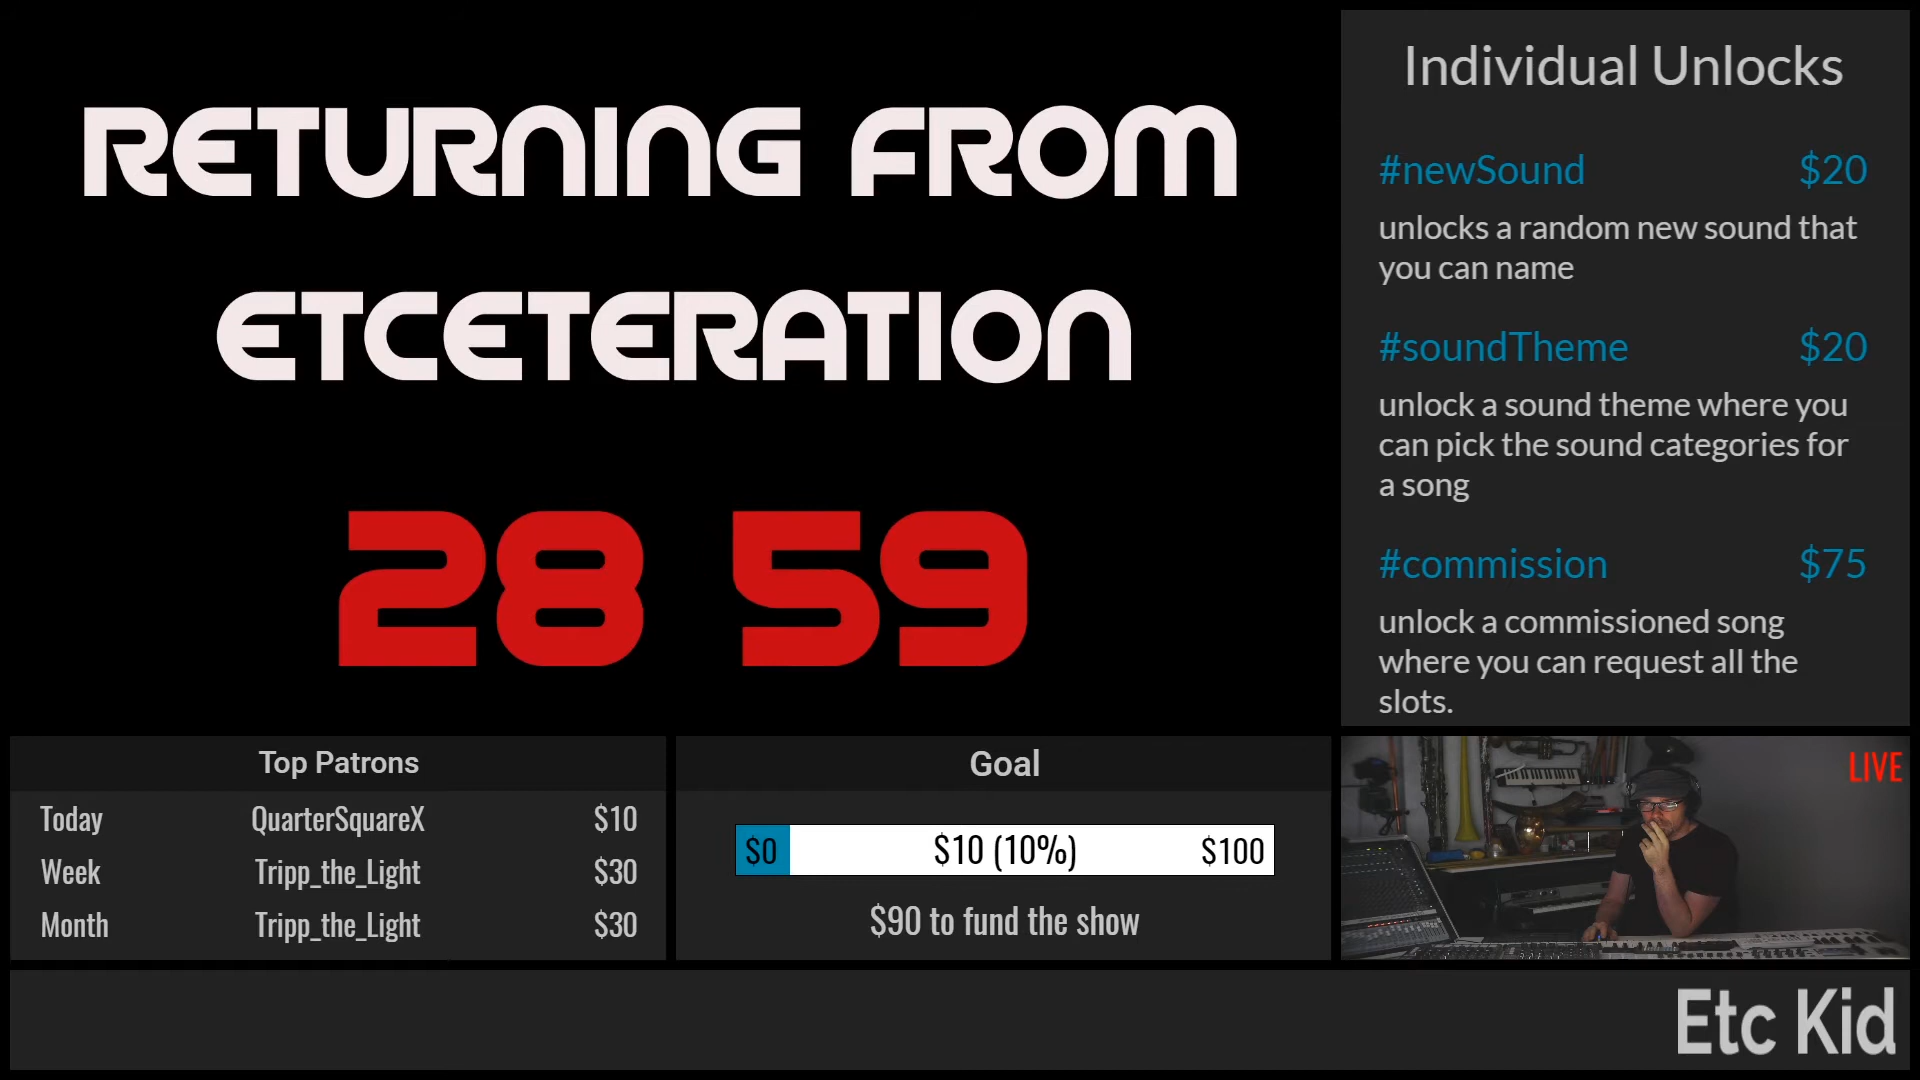 RETURNING FROM
ETCETERATION
28 59
Individual Unlocks
#newSound $20
unlocks a random new sound that
you can name
#soundTheme $20
unlock a sound theme where you
can pick the sound categories for
a song
#commission $75
unlock a commissioned song
where you can request all the
slots.
Top Patrons
Today QuarterSquareX $10
Week Tripp_the_Light $30
Month Tripp_the_Light $30
Goal
$0 $10 (10%) $100
$90 to fund the show
LIVE
Etc Kid